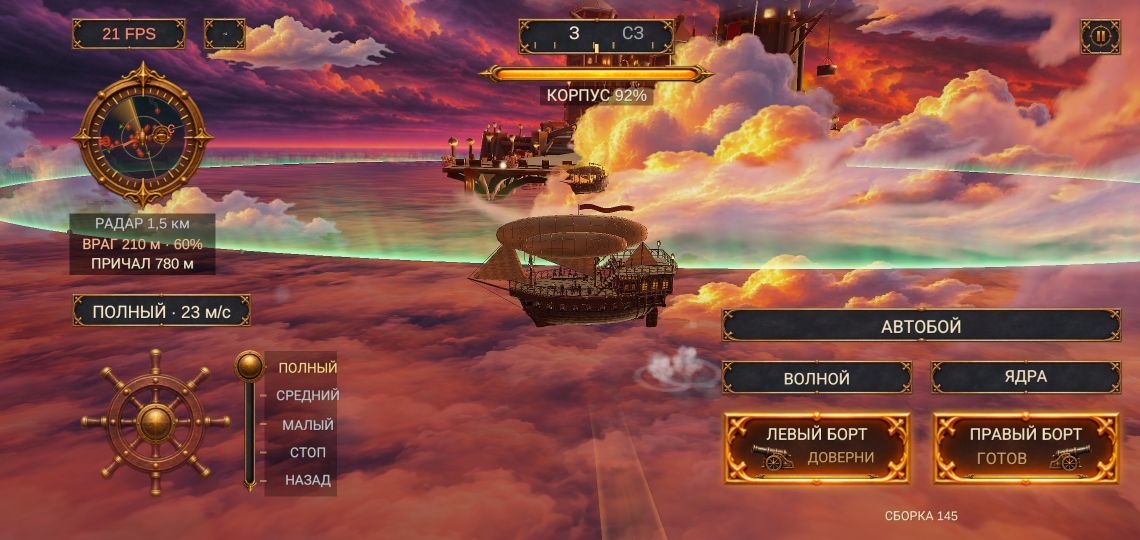 21 FPS
З СЗ
КОРПУС 92%
РАДАР 1,5 км
ВРАГ 210 м · 60%
ПРИЧАЛ 780 м
ПОЛНЫЙ · 23 м/с
ПОЛНЫЙ
СРЕДНИЙ
МАЛЫЙ
СТОП
НАЗАД
АВТОБОЙ
ВОЛНОЙ
ЯДРА
ЛЕВЫЙ БОРТ
ДОВЕРНИ
ПРАВЫЙ БОРТ
ГОТОВ
СБОРКА 145